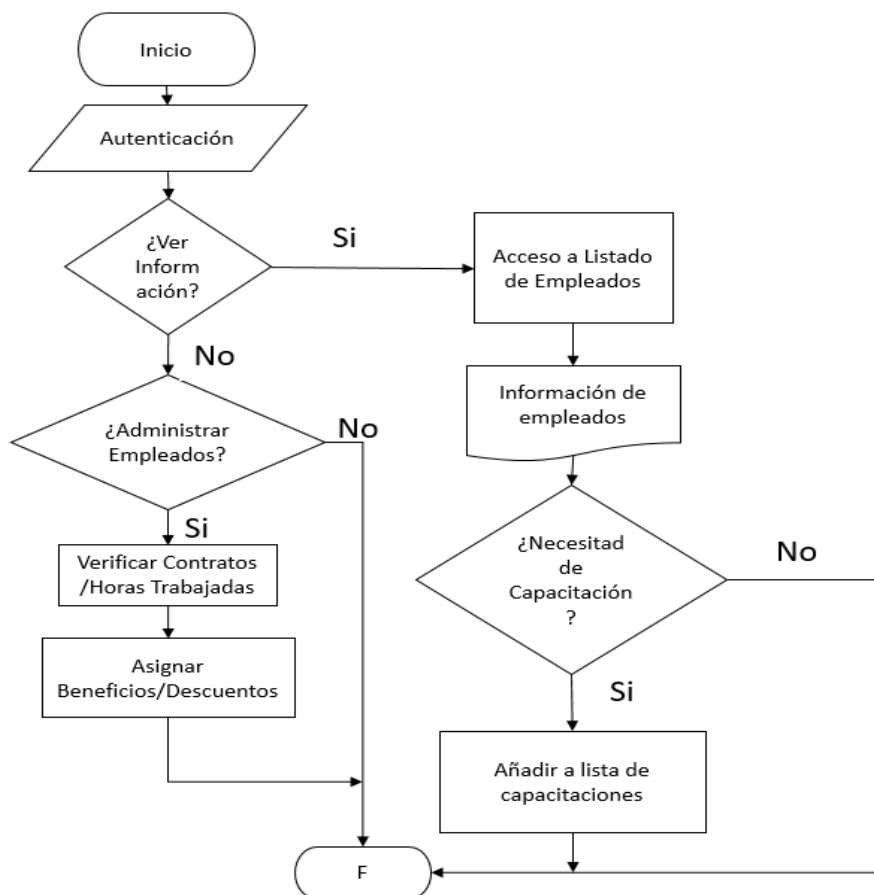 Inicio
Autenticación
¿Ver
Inform
ación?
Si
Acceso a Listado
de Empleados
No
Información de
empleados
¿Administrar
Empleados?
No
Si
Verificar Contratos
/Horas Trabajadas
Asignar
Beneficios/Descuentos
¿Necesitad
de
Capacitación
?
No
Si
Añadir a lista de
capacitaciones
F